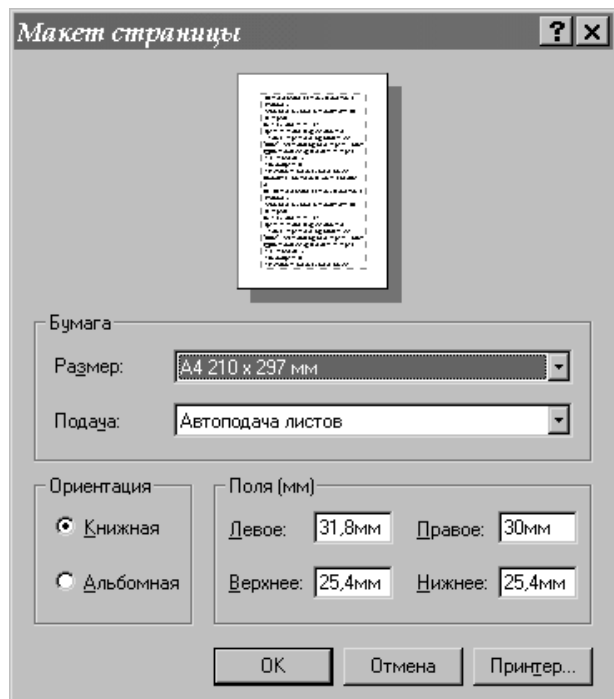 Макет страницы
Бумага
Размер: A4 210 x 297 мм
Подача: Автоподача листов
Ориентация
Книжная
Альбомная
Поля (мм)
Левое: 31,8мм Правое: 30мм
Верхнее: 25,4мм Нижнее: 25,4мм
OK Отмена Принтер...